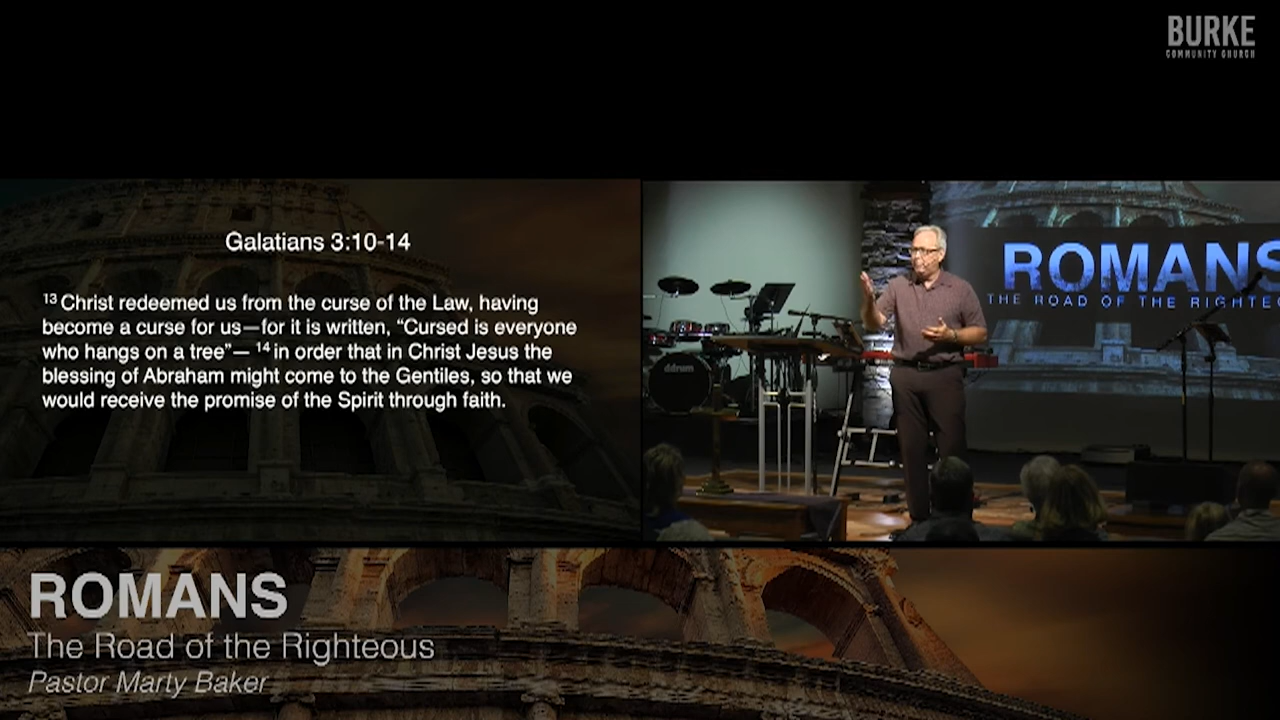 BURKE
COMMUNITY CHURCH
Galatians 3:10-14
13 Christ redeemed us from the curse of the Law, having
become a curse for us—for it is written, “Cursed is everyone
who hangs on a tree”— 14 in order that in Christ Jesus the
blessing of Abraham might come to the Gentiles, so that we
would receive the promise of the Spirit through faith.
ROMANS
THE ROAD OF THE RIGHTEO
ddrum
ROMANS
The Road of the Righteous
Pastor Marty Baker